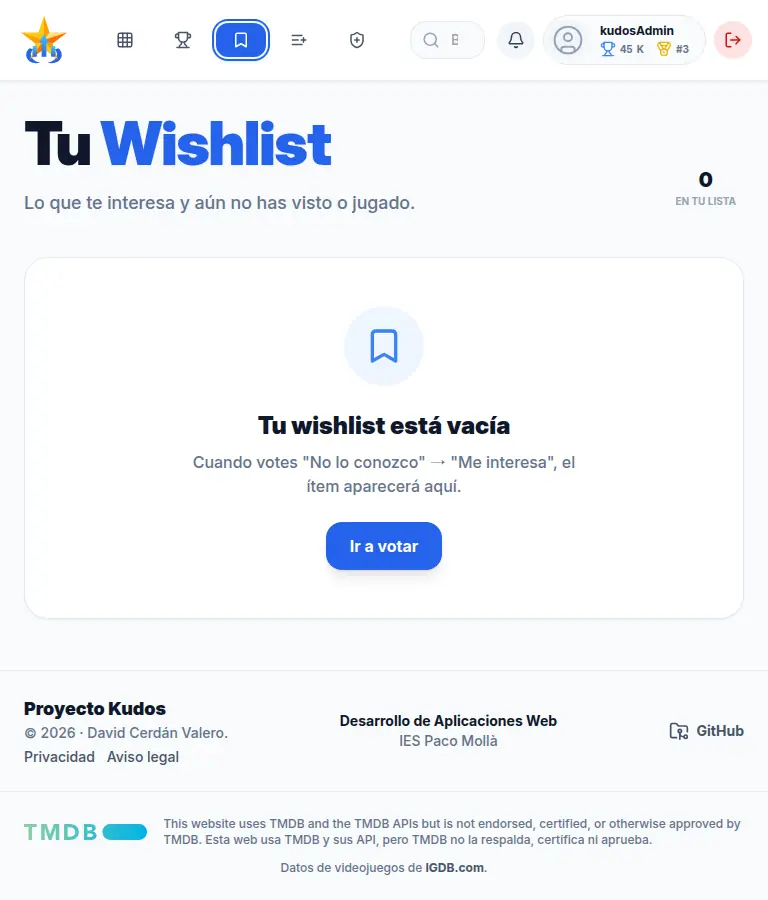 kudosAdmin
45 K #3
Tu Wishlist
Lo que te interesa y aún no has visto o jugado.
0
EN TU LISTA
Tu wishlist está vacía
Cuando votes "No lo conozco" → "Me interesa", el
ítem aparecerá aquí.
Ir a votar
Proyecto Kudos
© 2026 · David Cerdán Valero.
Privacidad Aviso legal
Desarrollo de Aplicaciones Web
IES Paco Mollà
GitHub
TMDB
This website uses TMDB and the TMDB APIs but is not endorsed, certified, or otherwise approved by
TMDB. Esta web usa TMDB y sus API, pero TMDB no la respalda, certifica ni aprueba.
Datos de videojuegos de IGDB.com.